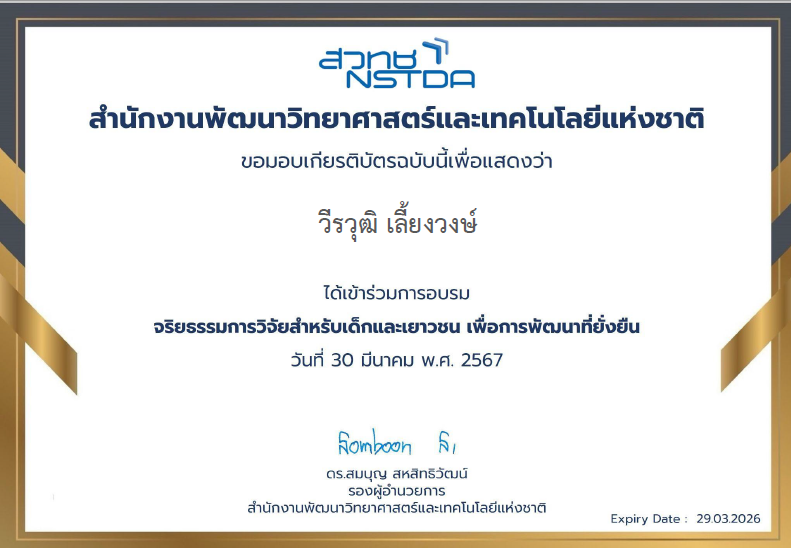 สวทช
NSTDA
สำนักงานพัฒนาวิทยาศาสตร์และเทคโนโลยีแห่งชาติ
ขอมอบเกียรติบัตรฉบับนี้เพื่อแสดงว่า
วีรวุฒิ เลี้ยงวงษ์
ได้เข้าร่วมการอบรม
จริยธรรมการวิจัยสำหรับเด็กและเยาวชน เพื่อการพัฒนาที่ยั่งยืน
วันที่ 30 มีนาคม พ.ศ. 2567
Somboon ส,
ดร.สมบุญ สหสิทธิวัฒน์
รองผู้อำนวยการ
สำนักงานพัฒนาวิทยาศาสตร์และเทคโนโลยีแห่งชาติ
Expiry Date : 29.03.2026